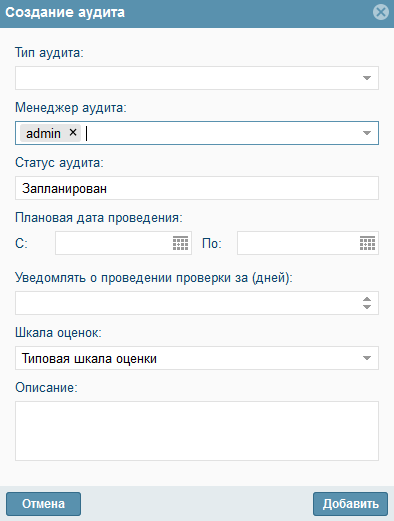 Создание аудита
Тип аудита:
Менеджер аудита:
admin ×
Статус аудита:
Запланирован
Плановая дата проведения:
С: По:
Уведомлять о проведении проверки за (дней):
Шкала оценок:
Типовая шкала оценки
Описание:
Отмена Добавить